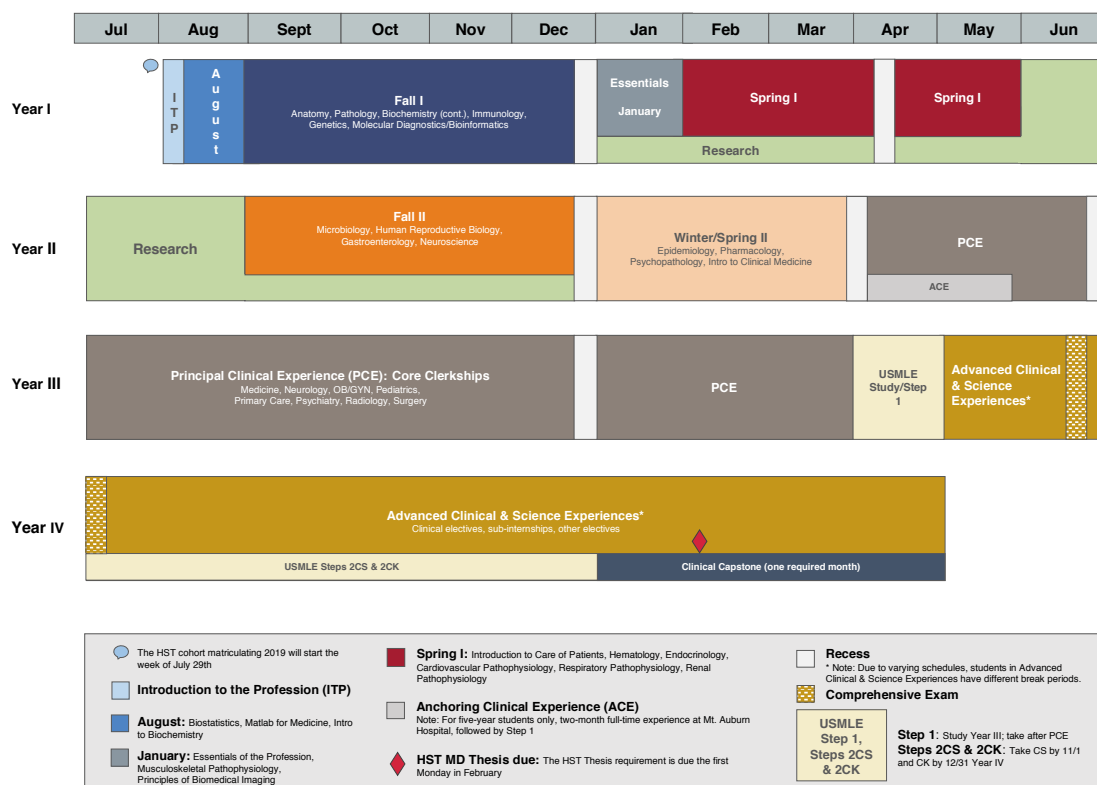 Jul Aug Sept Oct Nov Dec Jan Feb Mar Apr May Jun
Year I
ITP
August
Fall I
Anatomy, Pathology, Biochemistry (cont.), Immunology,
Genetics, Molecular Diagnostics/Bioinformatics
Essentials
January
Spring I
Spring I
Research
Year II
Research
Fall II
Microbiology, Human Reproductive Biology,
Gastroenterology, Neuroscience
Winter/Spring II
Epidemiology, Pharmacology,
Psychopathology, Intro to Clinical Medicine
PCE
ACE
Year III
Principal Clinical Experience (PCE): Core Clerkships
Medicine, Neurology, OB/GYN, Pediatrics,
Primary Care, Psychiatry, Radiology, Surgery
PCE
USMLE
Study/Step
1
Advanced Clinical
& Science
Experiences*
Year IV
Advanced Clinical & Science Experiences*
Clinical electives, sub-internships, other electives
USMLE Steps 2CS & 2CK
Clinical Capstone (one required month)
The HST cohort matriculating 2019 will start the
week of July 29th
Introduction to the Profession (ITP)
August: Biostatistics, Matlab for Medicine, Intro
to Biochemistry
January: Essentials of the Profession,
Musculoskeletal Pathophysiology,
Principles of Biomedical Imaging
Spring I: Introduction to Care of Patients, Hematology, Endocrinology,
Cardiovascular Pathophysiology, Respiratory Pathophysiology, Renal
Pathophysiology
Anchoring Clinical Experience (ACE)
Note: For five-year students only, two-month full-time experience at Mt. Auburn
Hospital, followed by Step 1
HST MD Thesis due: The HST Thesis requirement is due the first
Monday in February
Recess
* Note: Due to varying schedules, students in Advanced
Clinical & Science Experiences have different break periods.
Comprehensive Exam
USMLE
Step 1,
Steps 2CS
& 2CK
Step 1: Study Year III; take after PCE
Steps 2CS & 2CK: Take CS by 11/1
and CK by 12/31 Year IV